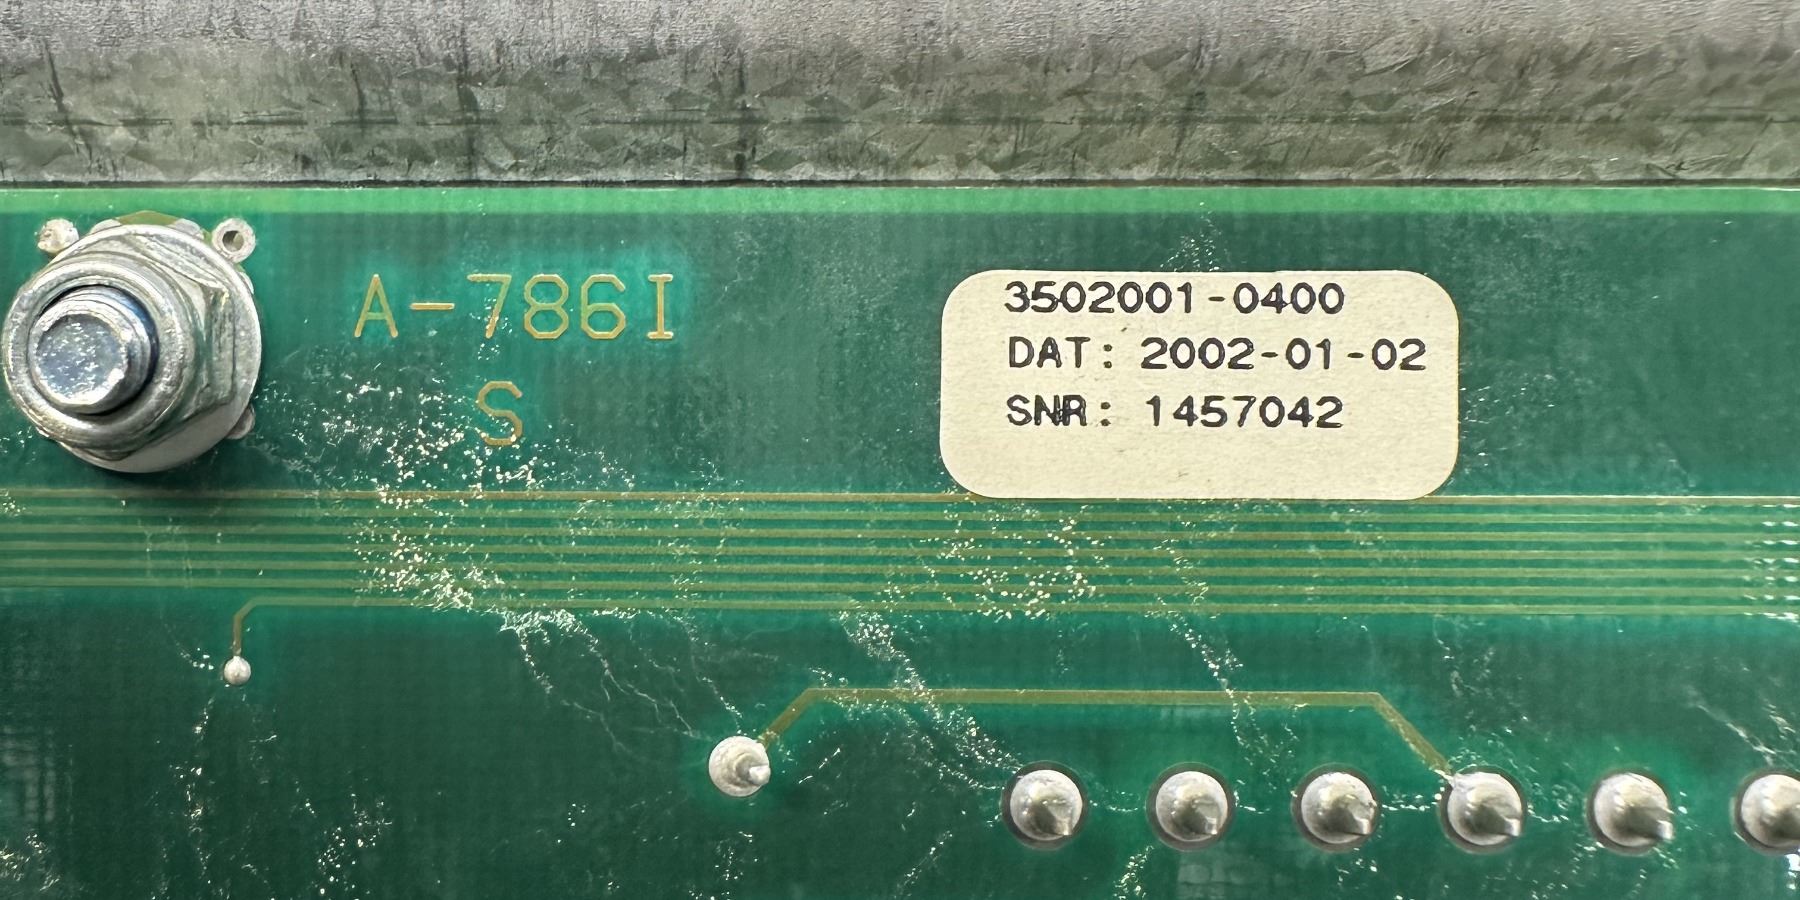 A-786I
S
3502001-0400
DAT: 2002-01-02
SNR: 1457042